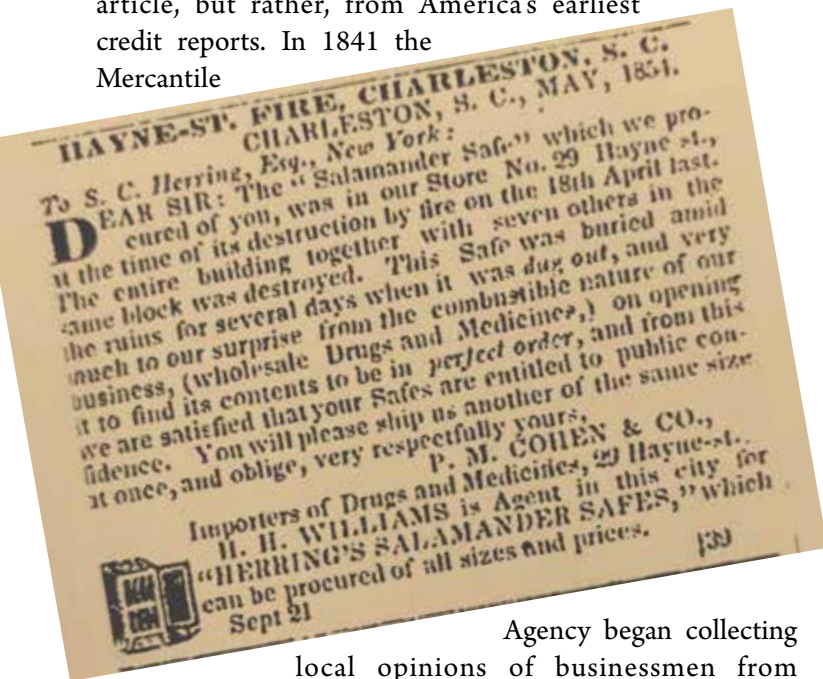 article, but rather, from America's earliest
credit reports. In 1841 the
Mercantile
HAYNE-ST. FIRE, CHARLESTON, S. C.
CHARLESTON, S. C., MAY, 1854.
To S. C. Herring, Esq., New York:
DEAR SIR: The "Salamander Safe" which we pro-
cured of you, was in our Store No. 29 Hayne st.,
at the time of its destruction by fire on the 18th April last.
The entire building together with seven others in the
same block was destroyed. This Safe was buried amid
the ruins for several days when it was dug out, and very
much to our surprise from the combustible nature of our
business, (wholesale Drugs and Medicines,) on opening
it to find its contents to be in perfect order, and from this
we are satisfied that your Safes are entitled to public con-
fidence. You will please ship us another of the same size
at once, and oblige, very respectfully yours,
P. M. COHEN & CO.,
Importers of Drugs and Medicines, 29 Hayne-st.
H. H. WILLIAMS is Agent in this city for
"HERRING'S SALAMANDER SAFES," which
can be procured of all sizes and prices.
Sept 21 139
Agency began collecting
local opinions of businessmen from